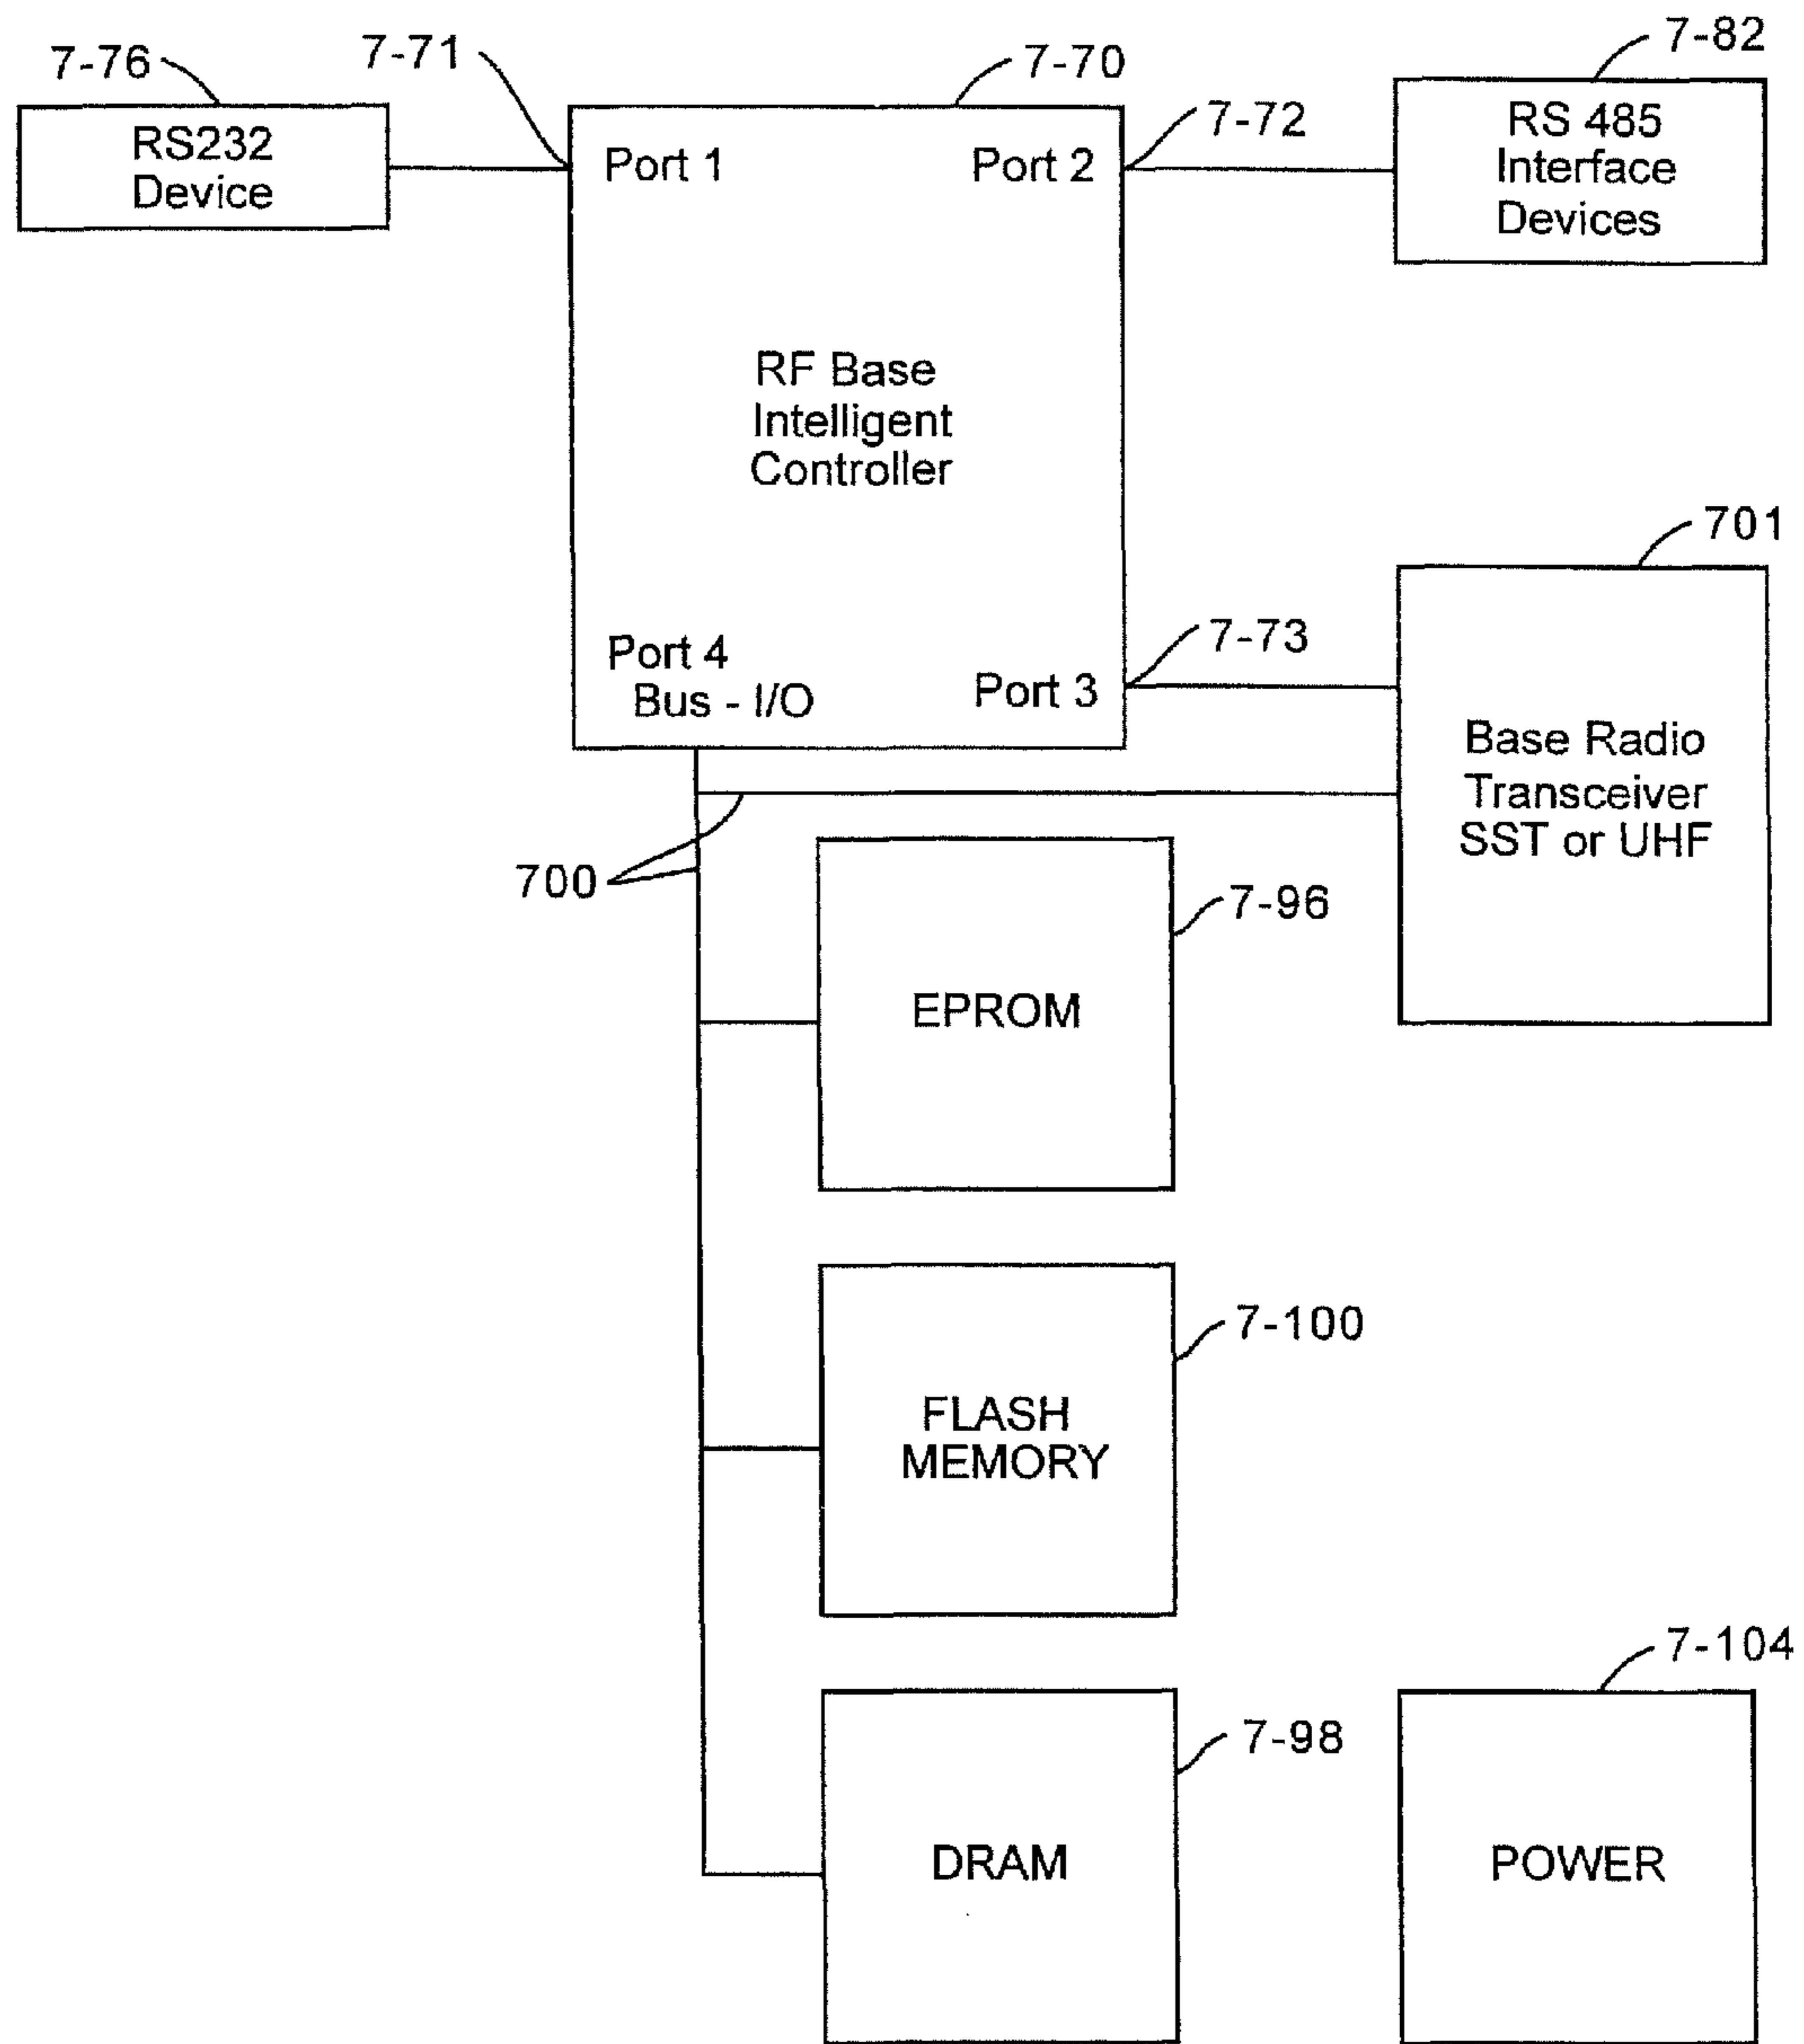 7-76
7-71
7-70
7-82
RS232
Device
Port 1
Port 2
7-72
RS 485
Interface
Devices
RF Base
Intelligent
Controller
701
Port 4
Bus - I/O
Port 3
7-73
Base Radio
Transceiver
SST or UHF
700
7-96
EPROM
7-100
FLASH
MEMORY
7-104
7-98
DRAM
POWER